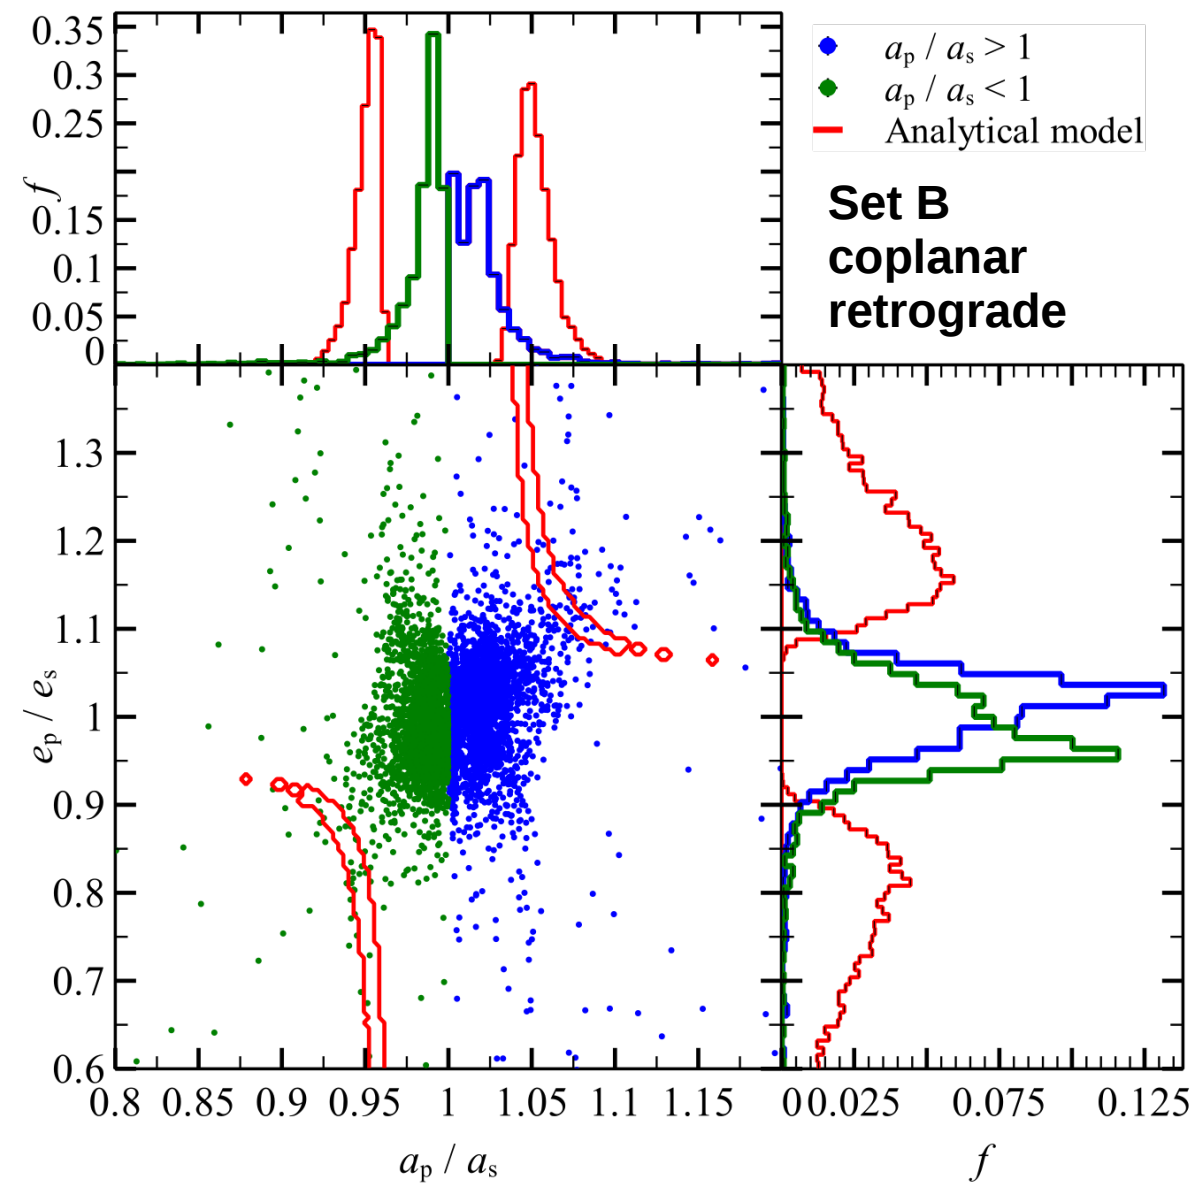 0.35
0.3
0.25
0.15
0.1
0.05
0
f
a_p / a_s > 1
a_p / a_s < 1
Analytical model
Set B
coplanar
retrograde
1.3
1.2
1.1
1
0.9
0.8
0.7
0.6
e_p / e_s
0.8 0.85 0.9 0.95 1 1.05 1.1 1.15
0 0.025 0.075 0.125
a_p / a_s
f